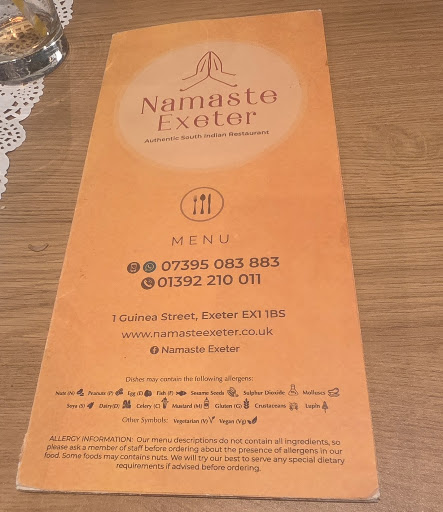 Namaste
Exeter
Authentic South Indian Restaurant
MENU
07395 083 883
01392 210 011
1 Guinea Street, Exeter EX1 1BS
www.namasteexeter.co.uk
Namaste Exeter
Dishes may contain the following allergens:
Nuts (N) Peanuts (P) Egg (E) Fish (F) Sesame Seeds Sulphur Dioxide Molluscs
Soya (S) Dairy(D) Celery (C) Mustard (M) Gluten (G) Crustaceans Lupin
Other Symbols: Vegetarian (V) Vegan (Vg)
ALLERGY INFORMATION: Our menu descriptions do not contain all ingredients, so
please ask a member of staff before ordering about the presence of allergens in our
food. Some foods may contains nuts. We will try our best to serve any special dietary
requirements if advised before ordering.